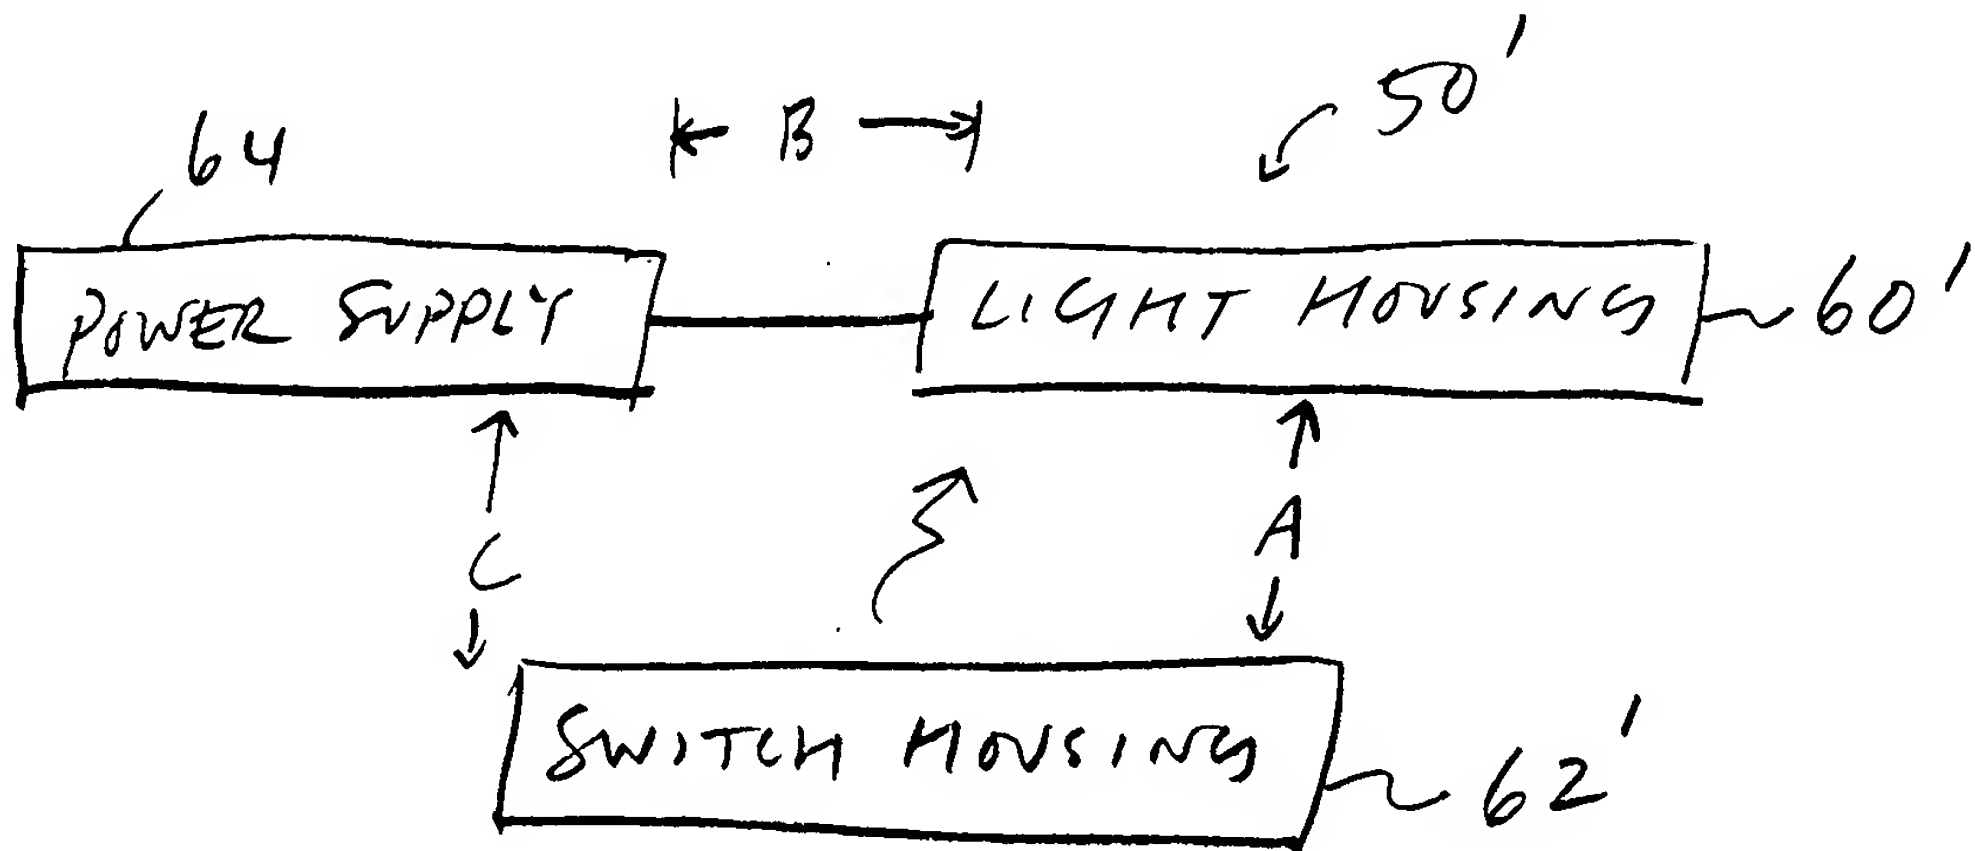 50'
B
64
POWER SUPPLY
LIGHT HOUSING
60'
C
A
SWITCH HOUSING
62'